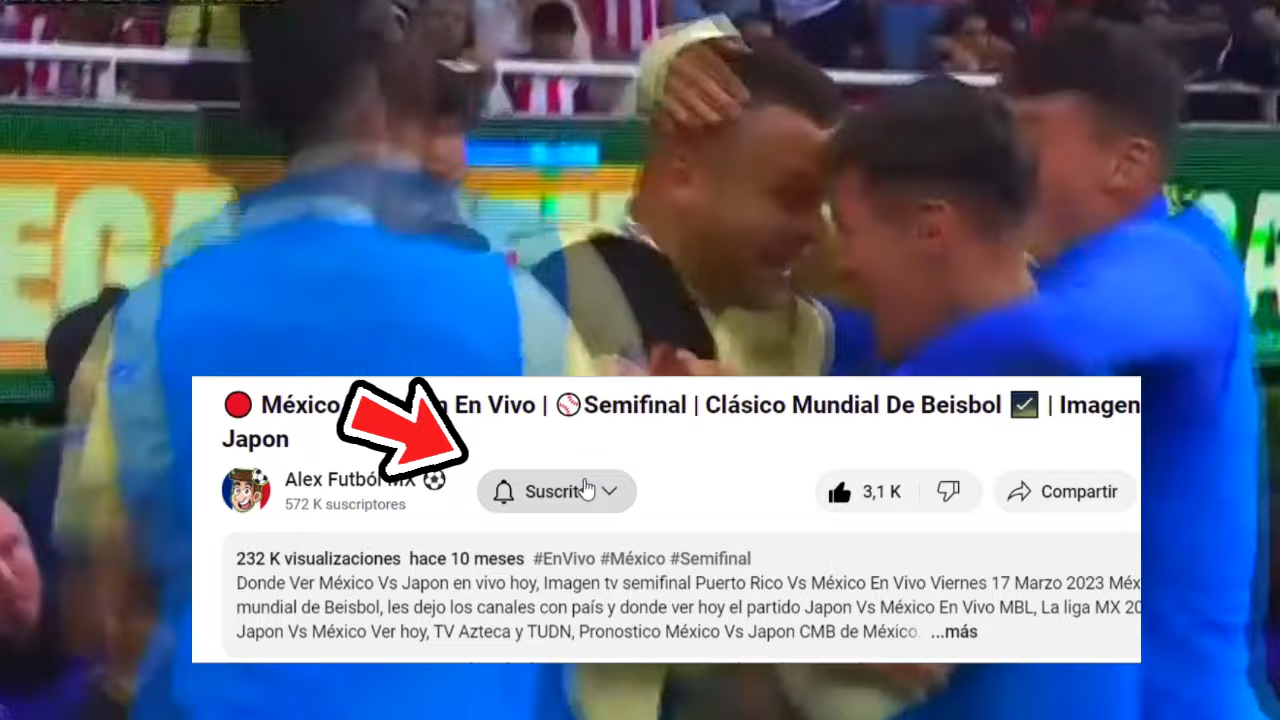 México n En Vivo | Semifinal | Clásico Mundial De Beisbol | Imagen
Japon
Alex Futból MX
572 K suscriptores
Suscrito
3,1 K
Compartir
232 K visualizaciones hace 10 meses #EnVivo #México #Semifinal
Donde Ver México Vs Japon en vivo hoy, Imagen tv semifinal Puerto Rico Vs México En Vivo Viernes 17 Marzo 2023 Méx
mundial de Beisbol, les dejo los canales con país y donde ver hoy el partido Japon Vs México En Vivo MBL, La liga MX 20
Japon Vs México Ver hoy, TV Azteca y TUDN, Pronostico México Vs Japon CMB de México. ...más